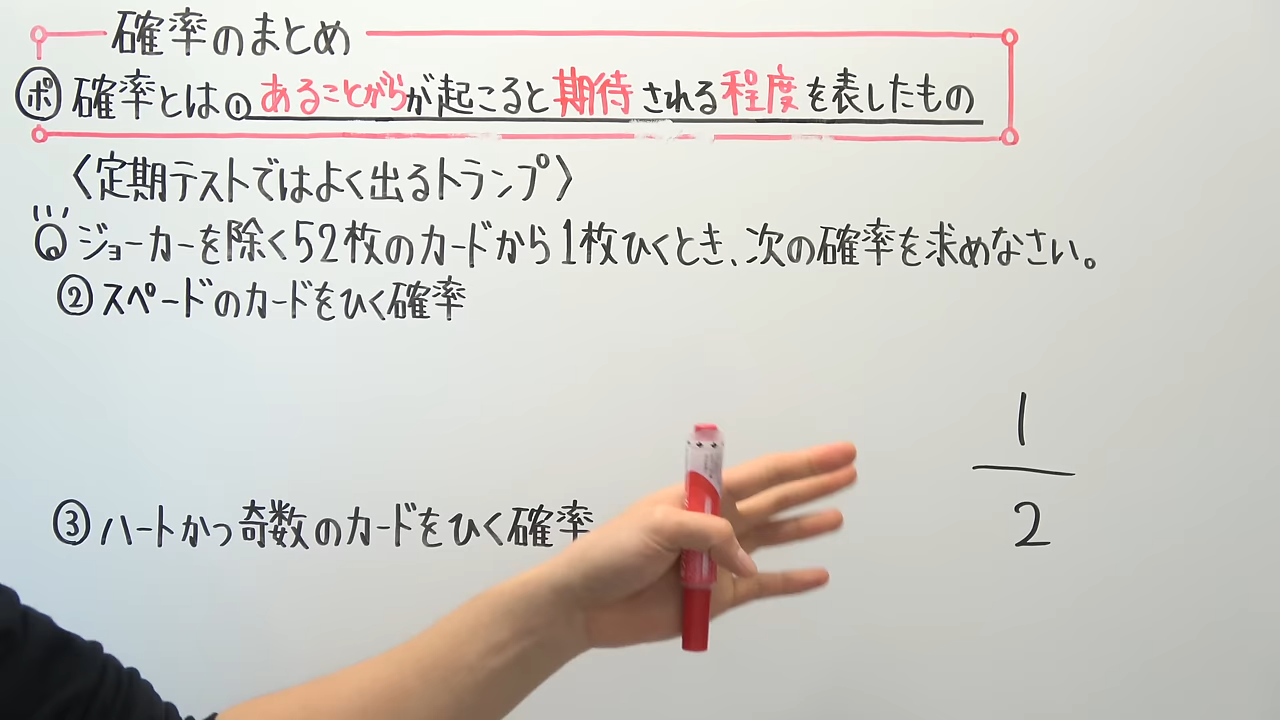 確率のまとめ
ポ 確率とは①あることがらが起こると期待される程度を表したもの
〈定期テストではよく出るトランプ〉
Q ジョーカーを除く52枚のカードから1枚ひくとき、次の確率を求めなさい。
②スペードのカードをひく確率
1
2
③ハートかつ奇数のカードをひく確率